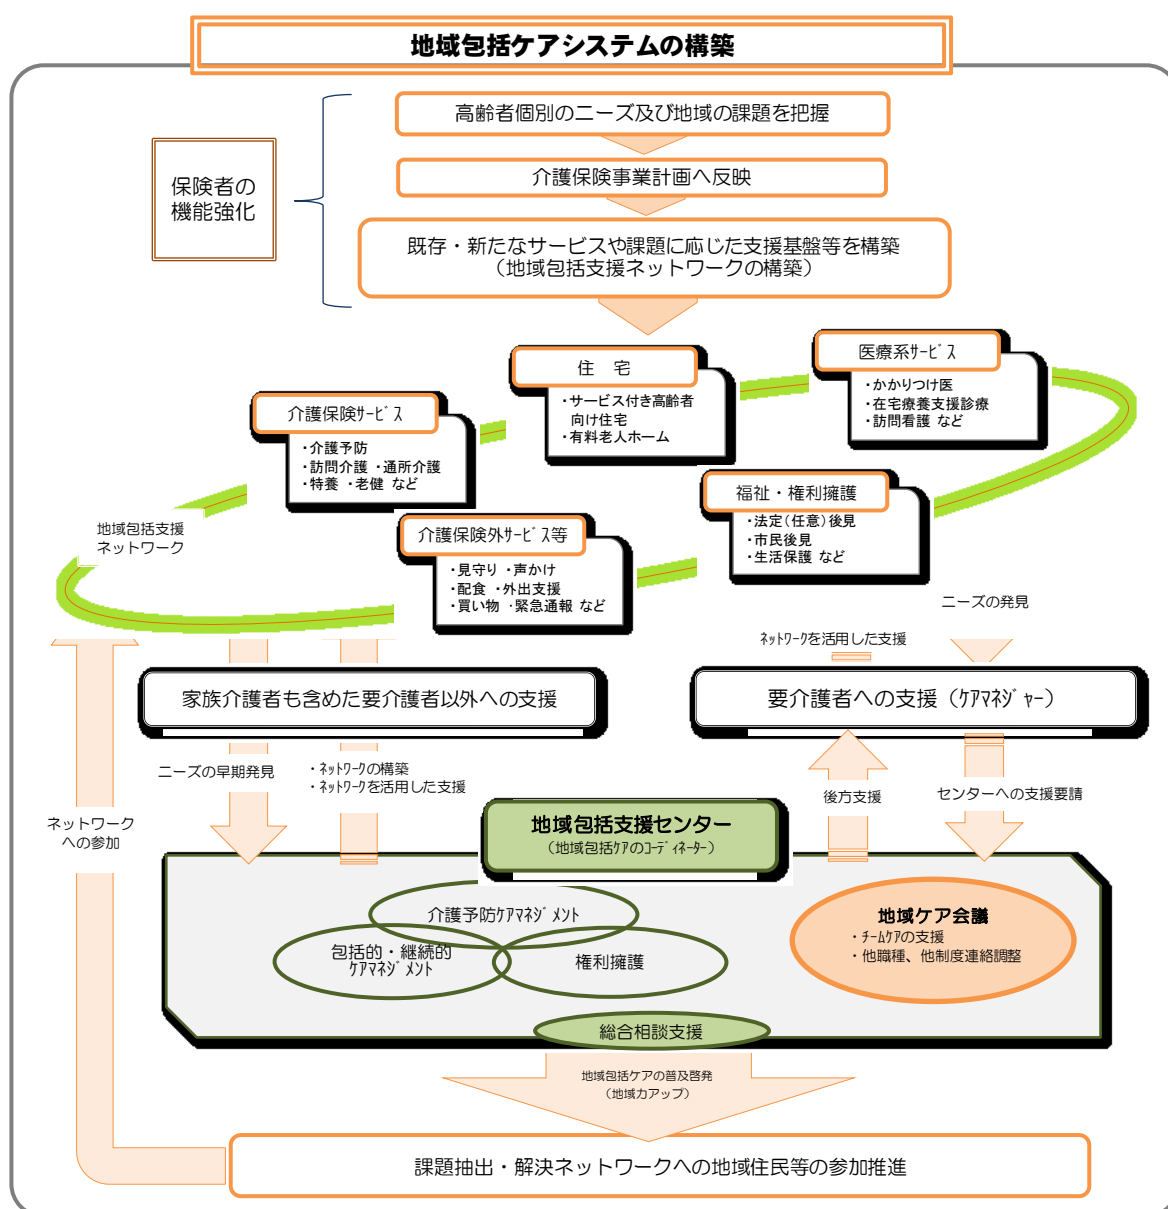 地域包括ケアシステムの構築
高齢者個別のニーズ及び地域の課題を把握
保険者の
機能強化
介護保険事業計画へ反映
既存・新たなサービスや課題に応じた支援基盤等を構築
（地域包括支援ネットワークの構築）
住　宅
・サービス付き高齢者
向け住宅
・有料老人ホーム
医療系ｻｰﾋﾞｽ
・かかりつけ医
・在宅療養支援診療
・訪問看護 など
介護保険ｻｰﾋﾞｽ
・介護予防
・訪問介護 ・通所介護
・特養 ・老健 など
福祉・権利擁護
・法定（任意）後見
・市民後見
・生活保護 など
介護保険外ｻｰﾋﾞｽ等
・見守り ・声かけ
・配食 ・外出支援
・買い物 ・緊急通報 など
地域包括支援
ネットワーク
ニーズの発見
ﾈｯﾄﾜｰｸを活用した支援
家族介護者も含めた要介護者以外への支援
要介護者への支援（ｹｱﾏﾈｼﾞｬｰ）
ニーズの早期発見
・ﾈｯﾄﾜｰｸの構築
・ﾈｯﾄﾜｰｸを活用した支援
後方支援
センターへの支援要請
ネットワーク
への参加
地域包括支援センター
（地域包括ケアのｺｰﾃﾞｨﾈｰﾀｰ）
介護予防ｹｱﾏﾈｼﾞﾒﾝﾄ
包括的・継続的
ｹｱﾏﾈｼﾞﾒﾝﾄ
権利擁護
地域ケア会議
・ﾁｰﾑｹｱの支援
・他職種、他制度連絡調整
総合相談支援
地域包括ケアの普及啓発
（地域力アップ）
課題抽出・解決ネットワークへの地域住民等の参加推進